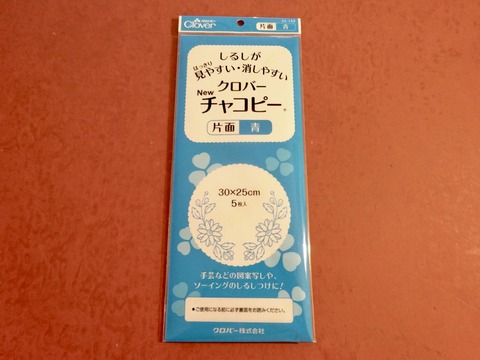 Clover
片面 青
しるしが
はっきり
見やすい・消しやすい
クロバー
New
チャコピー®
片面 青
30×25cm
5枚入
手芸などの図案写しや、
ソーイングのしるしつけに!
●ご使用になる前に必ず裏面をお読みください。
クロバー株式会社